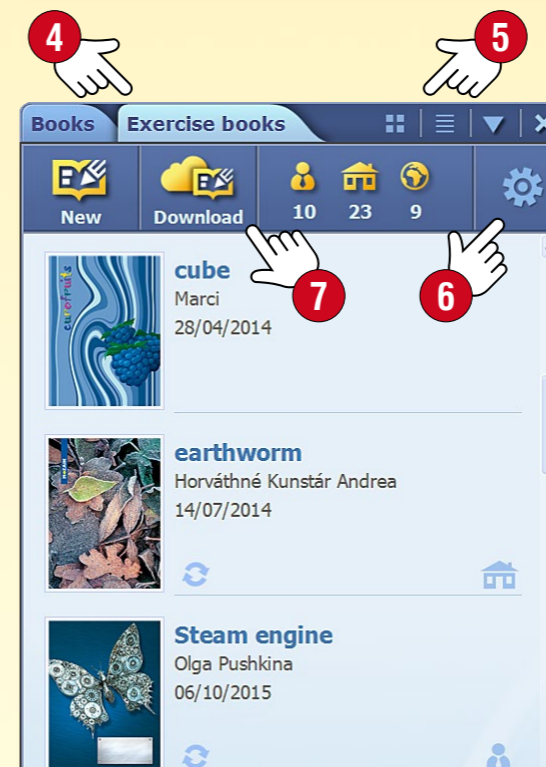 4 5
Books Exercise books
New Download 10 23 9
7 6
eurofruits
cube
Marci
28/04/2014
earthworm
Horváthné Kunstár Andrea
14/07/2014
Steam engine
Olga Pushkina
06/10/2015